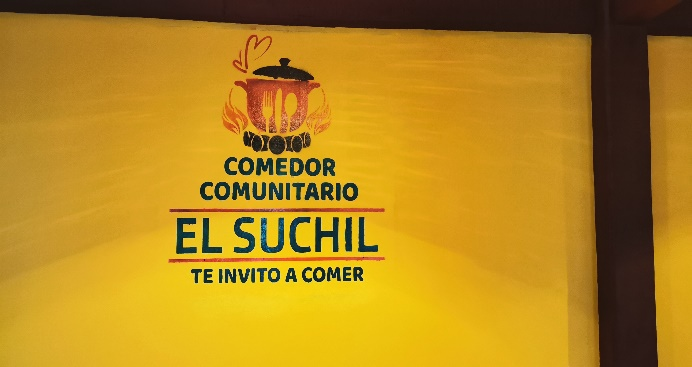 COMEDOR
COMUNITARIO
EL SUCHIL
TE INVITO A COMER